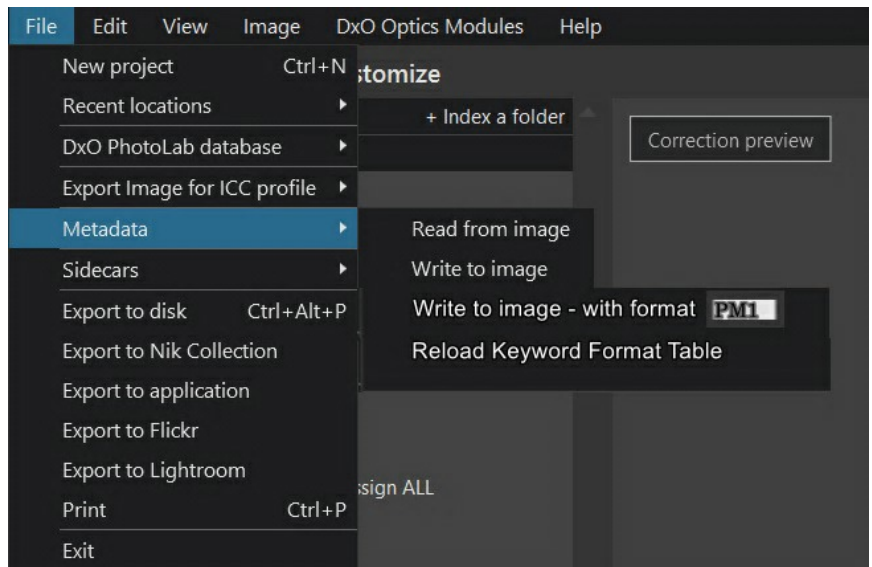 File Edit View Image DxO Optics Modules Help
New project Ctrl+N
stomize
Recent locations
+ Index a folder
DxO PhotoLab database
Correction preview
Export Image for ICC profile
Metadata
Read from image
Sidecars
Write to image
Export to disk Ctrl+Alt+P
Write to image - with format PM1
Export to Nik Collection
Reload Keyword Format Table
Export to application
Export to Flickr
Export to Lightroom
ssign ALL
Print Ctrl+P
Exit